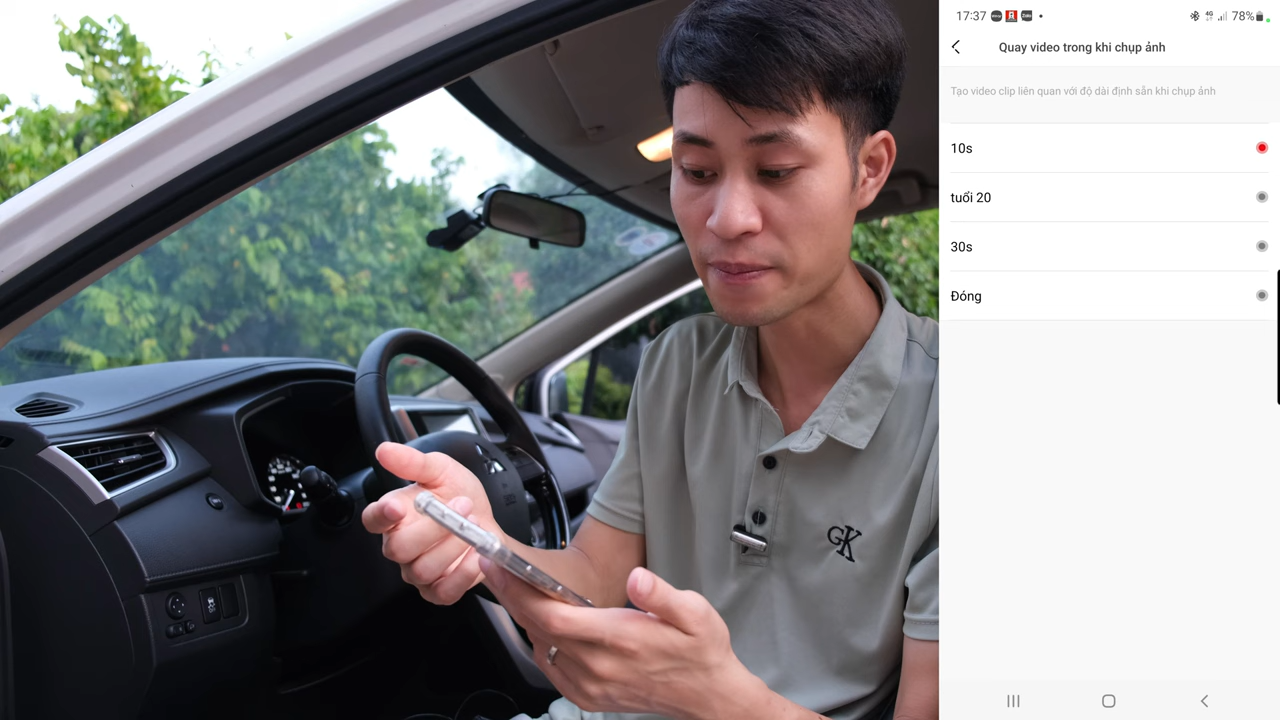 17:37
4G
78%
Quay video trong khi chụp ảnh
Tạo video clip liên quan với độ dài định sẵn khi chụp ảnh
10s
tuổi 20
30s
Đóng
GK